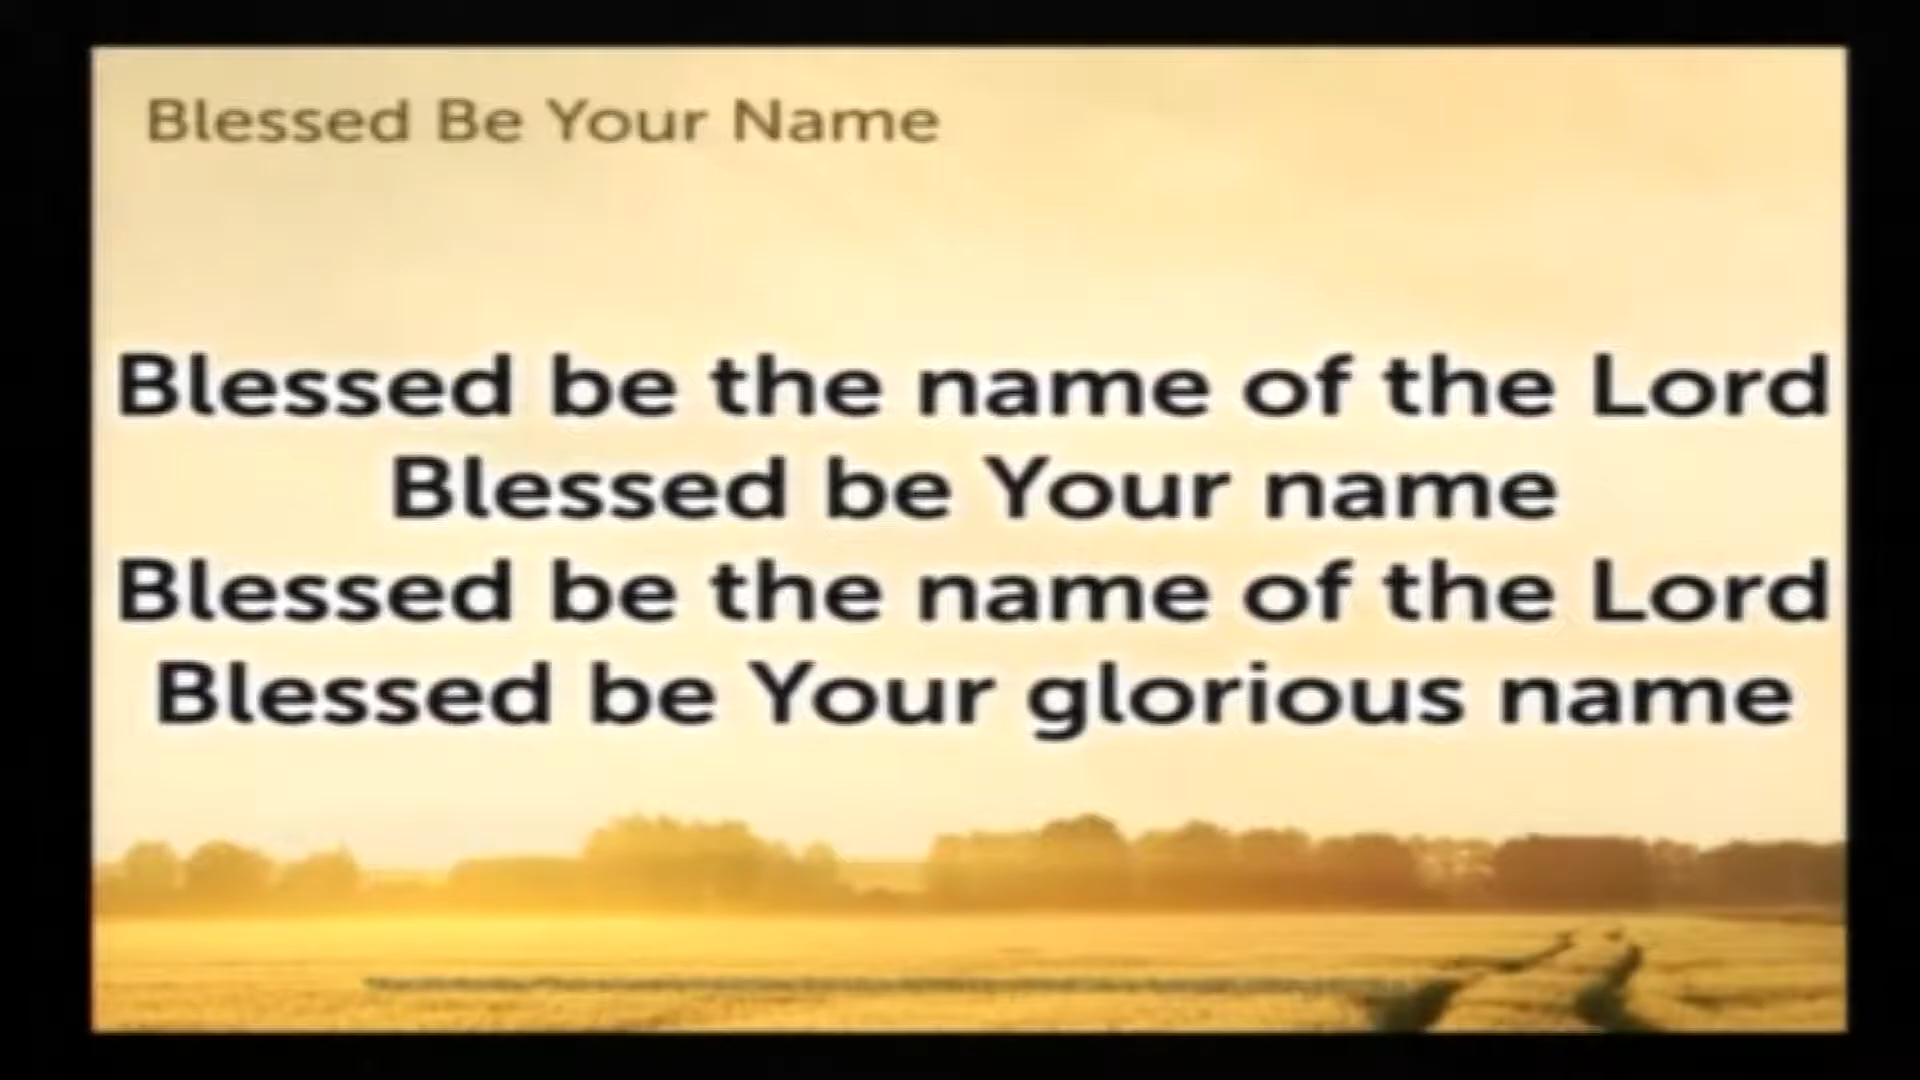 Blessed Be Your Name
Blessed be the name of the Lord
Blessed be Your name
Blessed be the name of the Lord
Blessed be Your glorious name